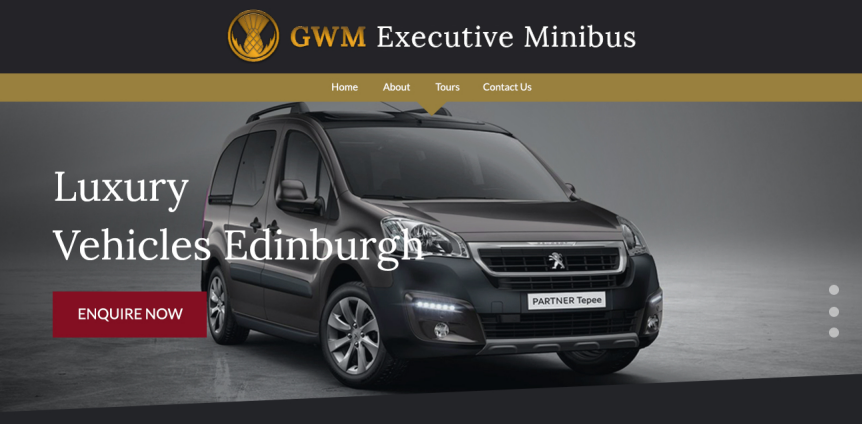 GWM Executive Minibus
Home About Tours Contact Us
Luxury
Vehicles Edinburgh
ENQUIRE NOW
PARTNER Tepee